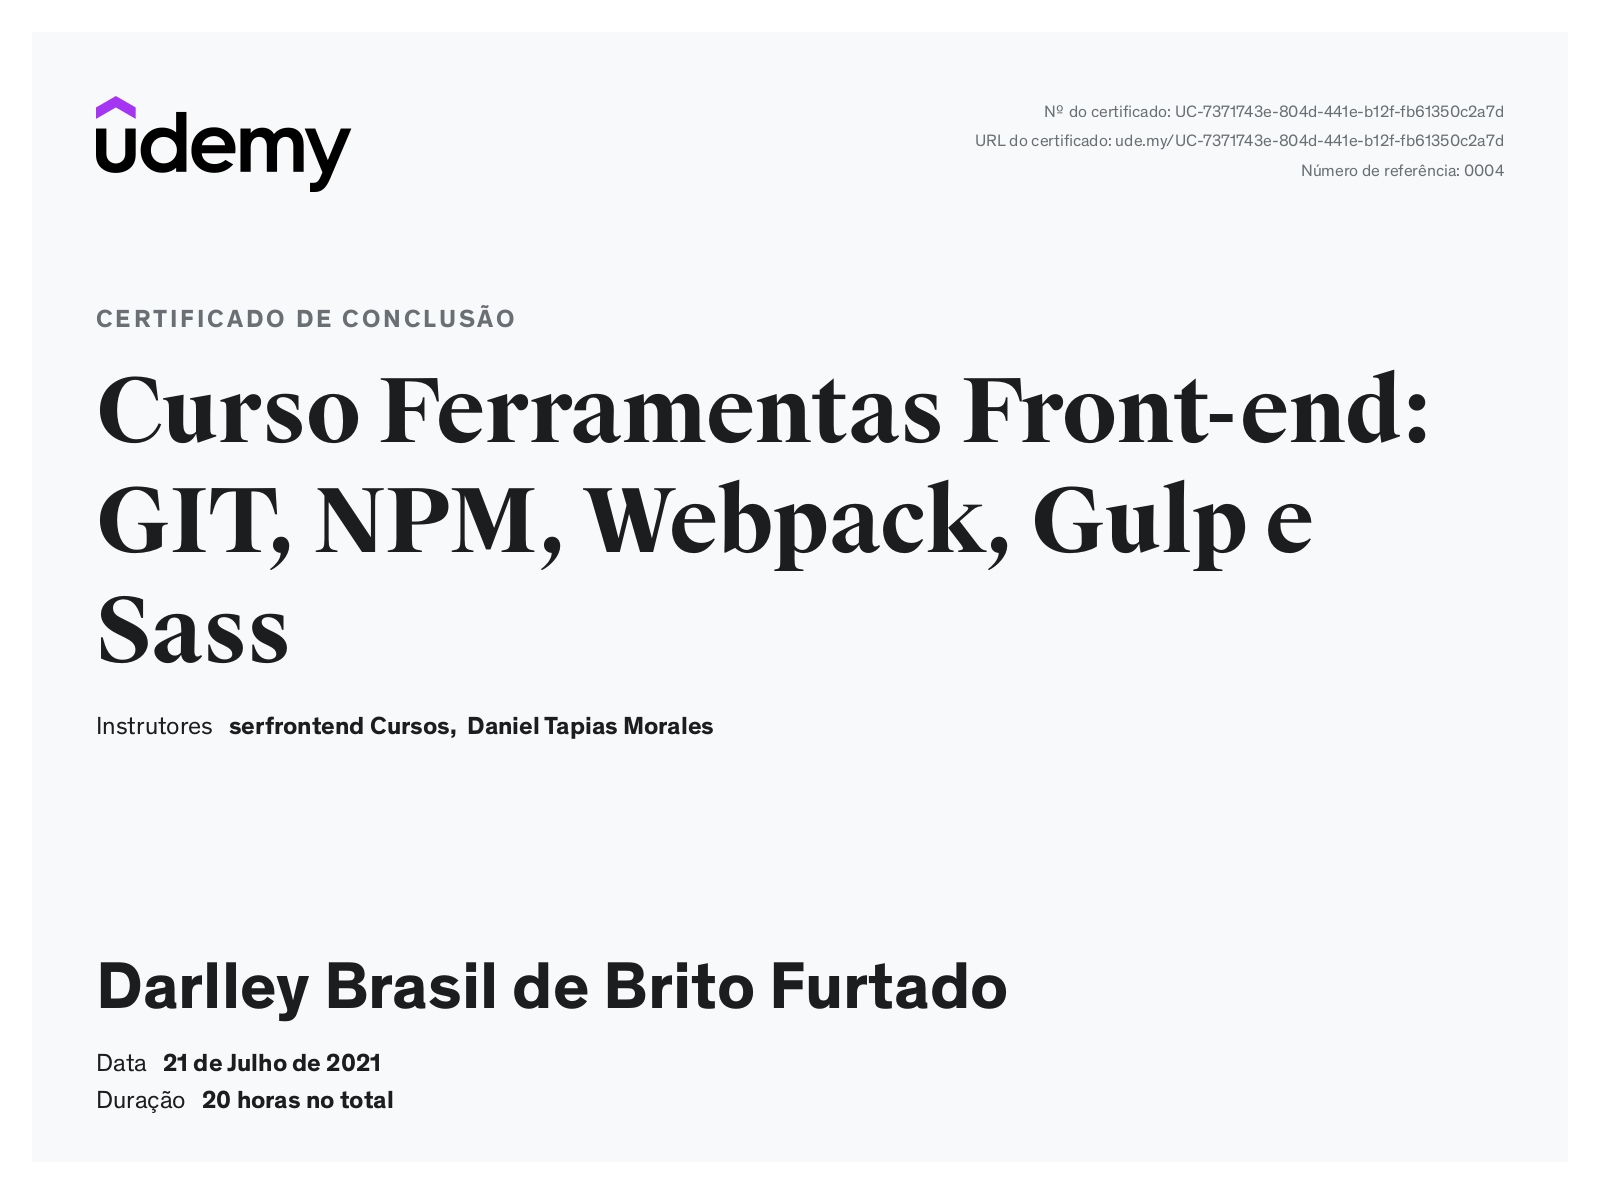 udemy
Nº do certificado: UC-7371743e-804d-441e-b12f-fb61350c2a7d
URL do certificado: ude.my/UC-7371743e-804d-441e-b12f-fb61350c2a7d
Número de referência: 0004
CERTIFICADO DE CONCLUSÃO
Curso Ferramentas Front-end:
GIT, NPM, Webpack, Gulp e
Sass
Instrutores serfrontend Cursos, Daniel Tapias Morales
Darlley Brasil de Brito Furtado
Data 21 de Julho de 2021
Duração 20 horas no total